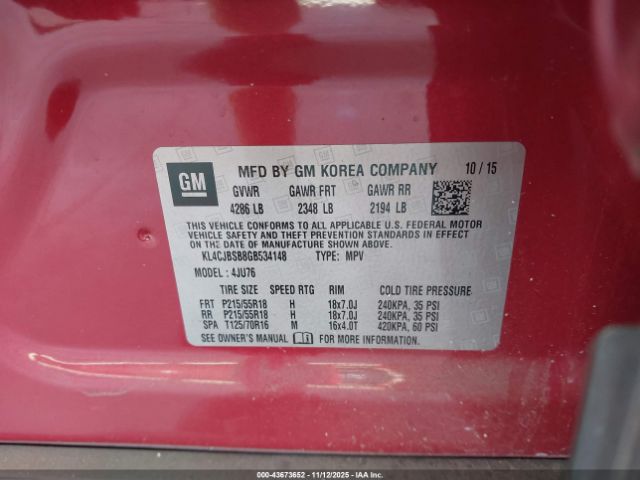 GM
MFD BY GM KOREA COMPANY 10 / 15
GVWR GAWR FRT GAWR RR
4286 LB 2348 LB 2194 LB
THIS VEHICLE CONFORMS TO ALL APPLICABLE U.S. FEDERAL MOTOR
VEHICLE SAFETY AND THEFT PREVENTION STANDARDS IN EFFECT
ON THE DATE OF MANUFACTURE SHOWN ABOVE.
KL4CJBSB8GB534148 TYPE: MPV
MODEL : 4JU76
TIRE SIZE SPEED RTG RIM COLD TIRE PRESSURE
FRT P215/55R18 H 18x7.0J 240KPA, 35 PSI
RR P215/55R18 H 18x7.0J 240KPA, 35 PSI
SPA T125/70R16 M 16x4.0T 420KPA, 60 PSI
SEE OWNER'S MANUAL FOR MORE INFORMATION.
000-43673652 11/12/2025 IAA Inc.